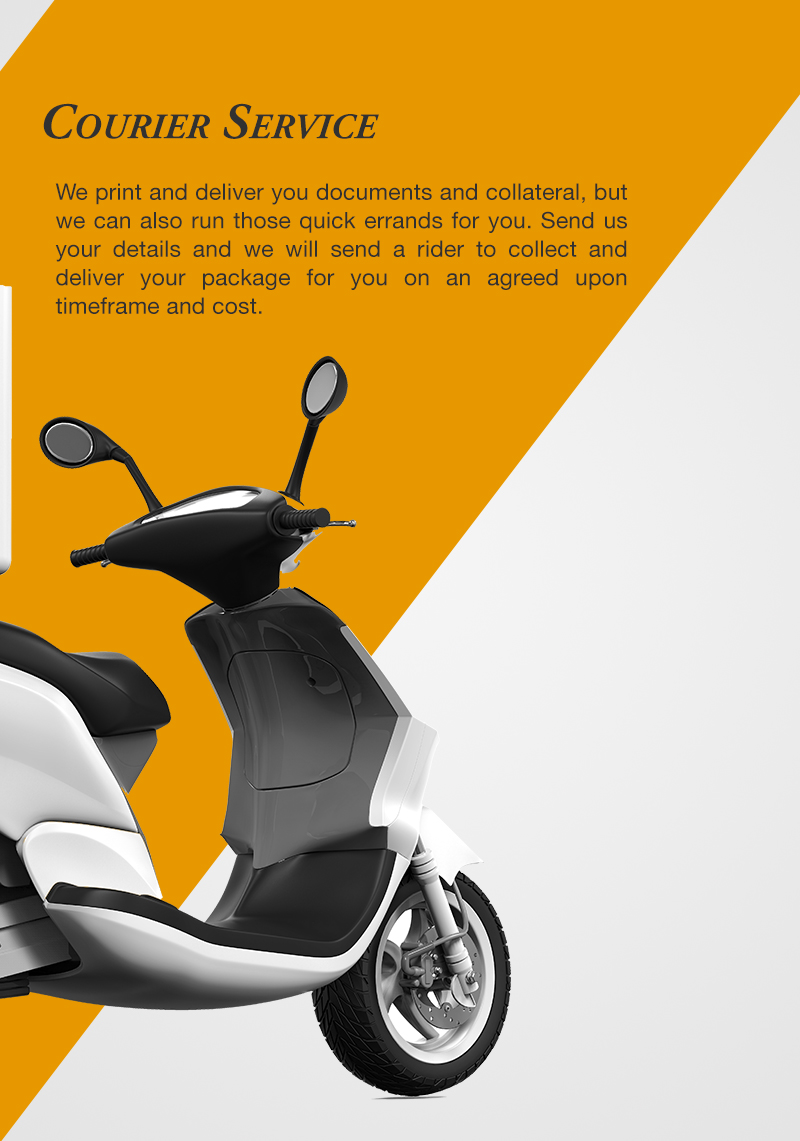 Courier Service
We print and deliver you documents and collateral, but
we can also run those quick errands for you. Send us
your details and we will send a rider to collect and
deliver your package for you on an agreed upon
timeframe and cost.